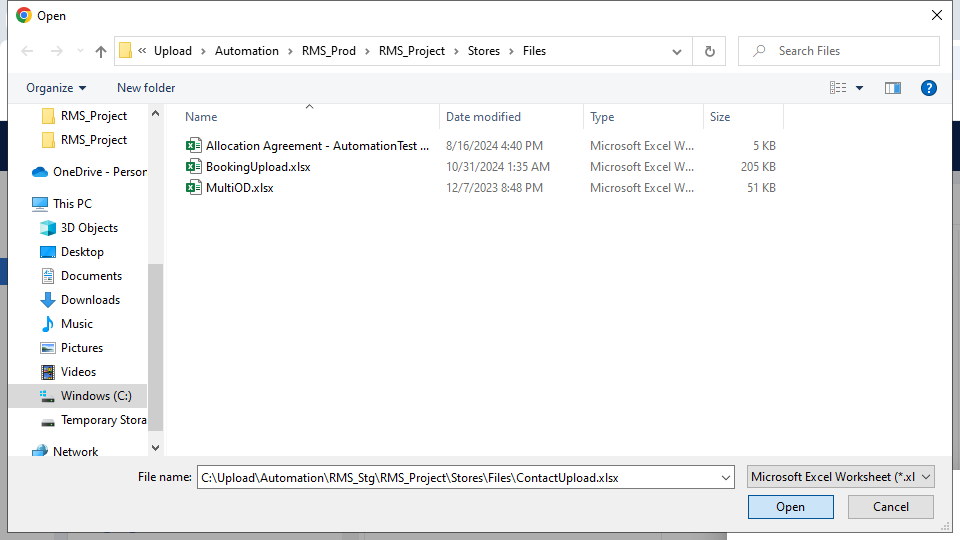 Open
« Upload > Automation > RMS_Prod > RMS_Project > Stores > Files
Search Files
Organize
New folder
?
RMS_Project
RMS_Project
OneDrive - Person
This PC
3D Objects
Desktop
Documents
Downloads
Music
Pictures
Videos
Windows (C:)
Temporary Stora
Network
Name Date modified Type Size
Allocation Agreement - AutomationTest ... 8/16/2024 4:40 PM Microsoft Excel W... 5 KB
BookingUpload.xlsx 10/31/2024 1:35 AM Microsoft Excel W... 205 KB
MultiOD.xlsx 12/7/2023 8:48 PM Microsoft Excel W... 51 KB
File name: C:\Upload\Automation\RMS_Stg\RMS_Project\Stores\Files\ContactUpload.xlsx
Microsoft Excel Worksheet (*.xl
Open
Cancel